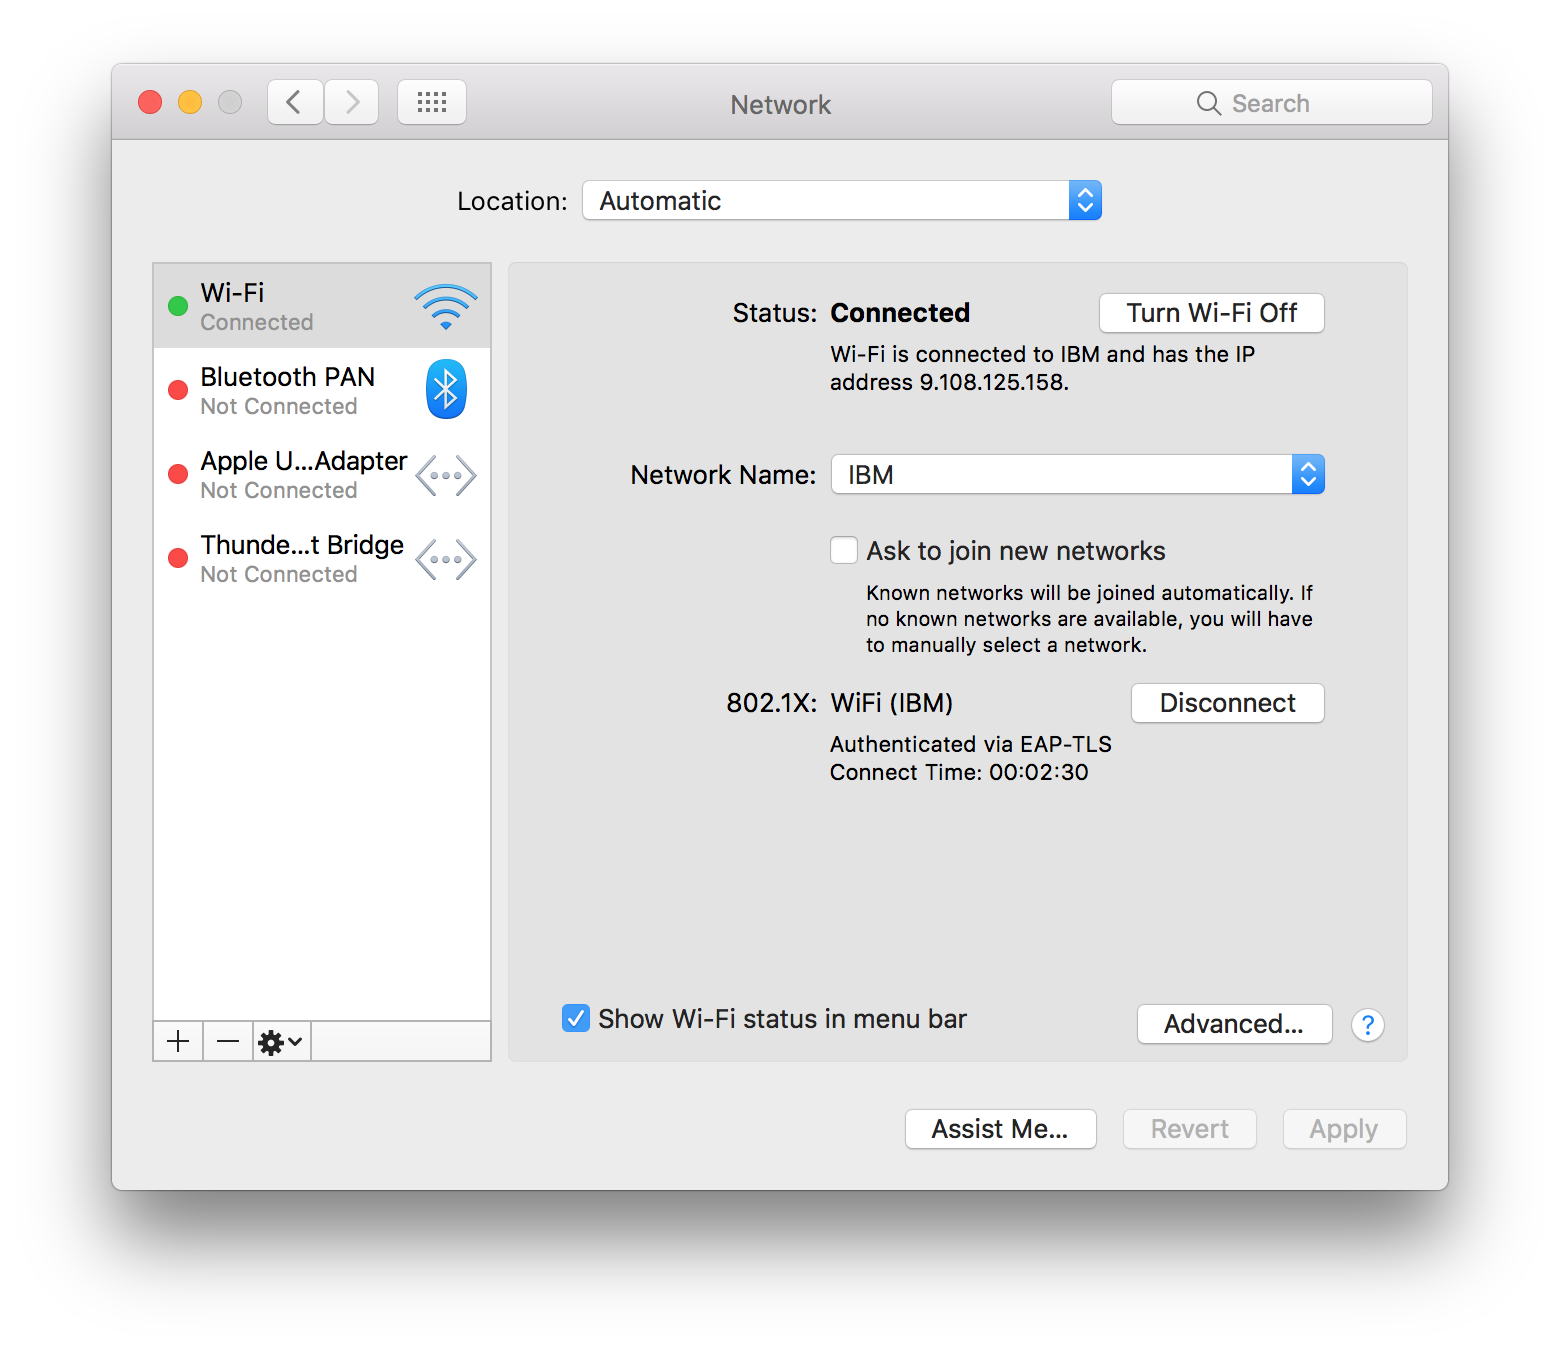 Network
Search
Location: Automatic
Wi-Fi
Connected
Bluetooth PAN
Not Connected
Apple U...Adapter
Not Connected
Thunde...t Bridge
Not Connected
Status: Connected
Turn Wi-Fi Off
Wi-Fi is connected to IBM and has the IP
address 9.108.125.158.
Network Name: IBM
Ask to join new networks
Known networks will be joined automatically. If
no known networks are available, you will have
to manually select a network.
802.1X: WiFi (IBM)
Disconnect
Authenticated via EAP-TLS
Connect Time: 00:02:30
Show Wi-Fi status in menu bar
Advanced...
?
Assist Me...
Revert
Apply